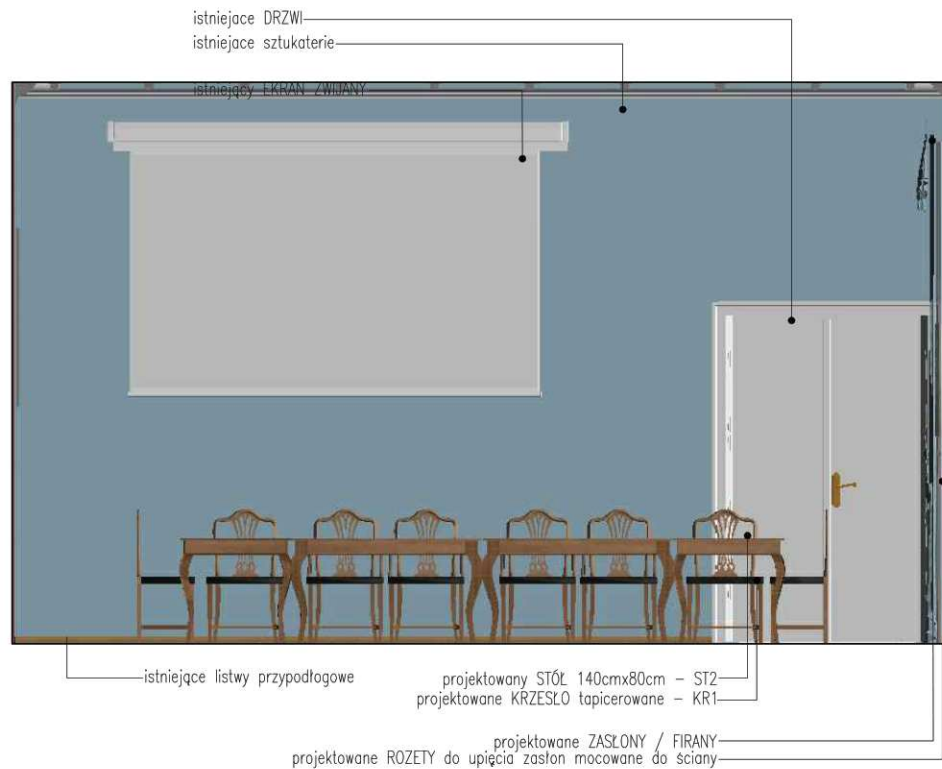 istniejace DRZWI
istniejace sztukaterie
istniejący EKRAN ZWIJANY
istniejące listwy przypodłogowe
projektowany STÓŁ 140cmx80cm – ST2
projektowane KRZESŁO tapicerowane – KR1
projektowane ZASŁONY / FIRANY
projektowane ROZETY do upięcia zasłon mocowane do ściany